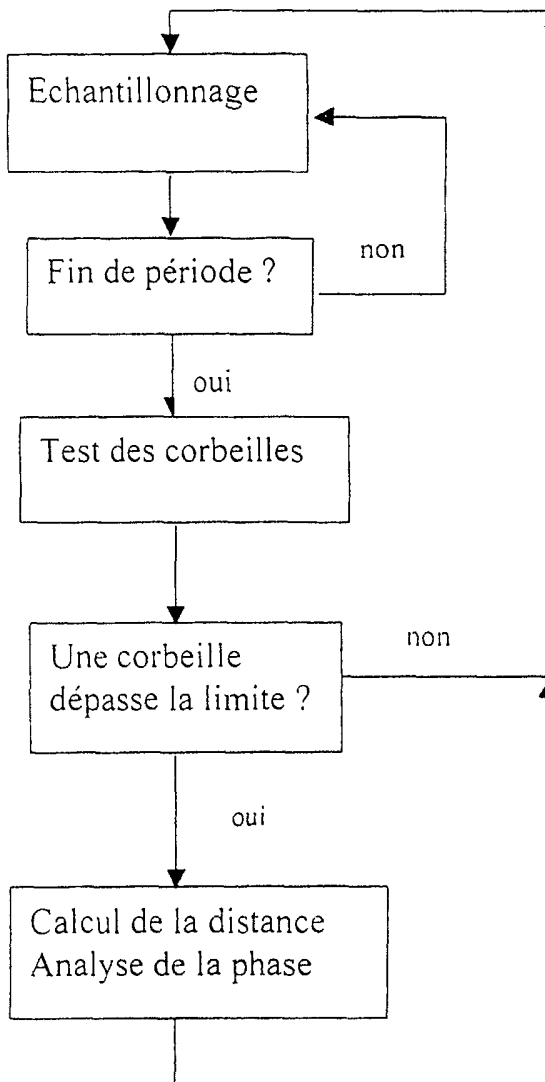 Echantillonnage
Fin de période ?
non
oui
Test des corbeilles
Une corbeille
dépasse la limite ?
non
oui
Calcul de la distance
Analyse de la phase